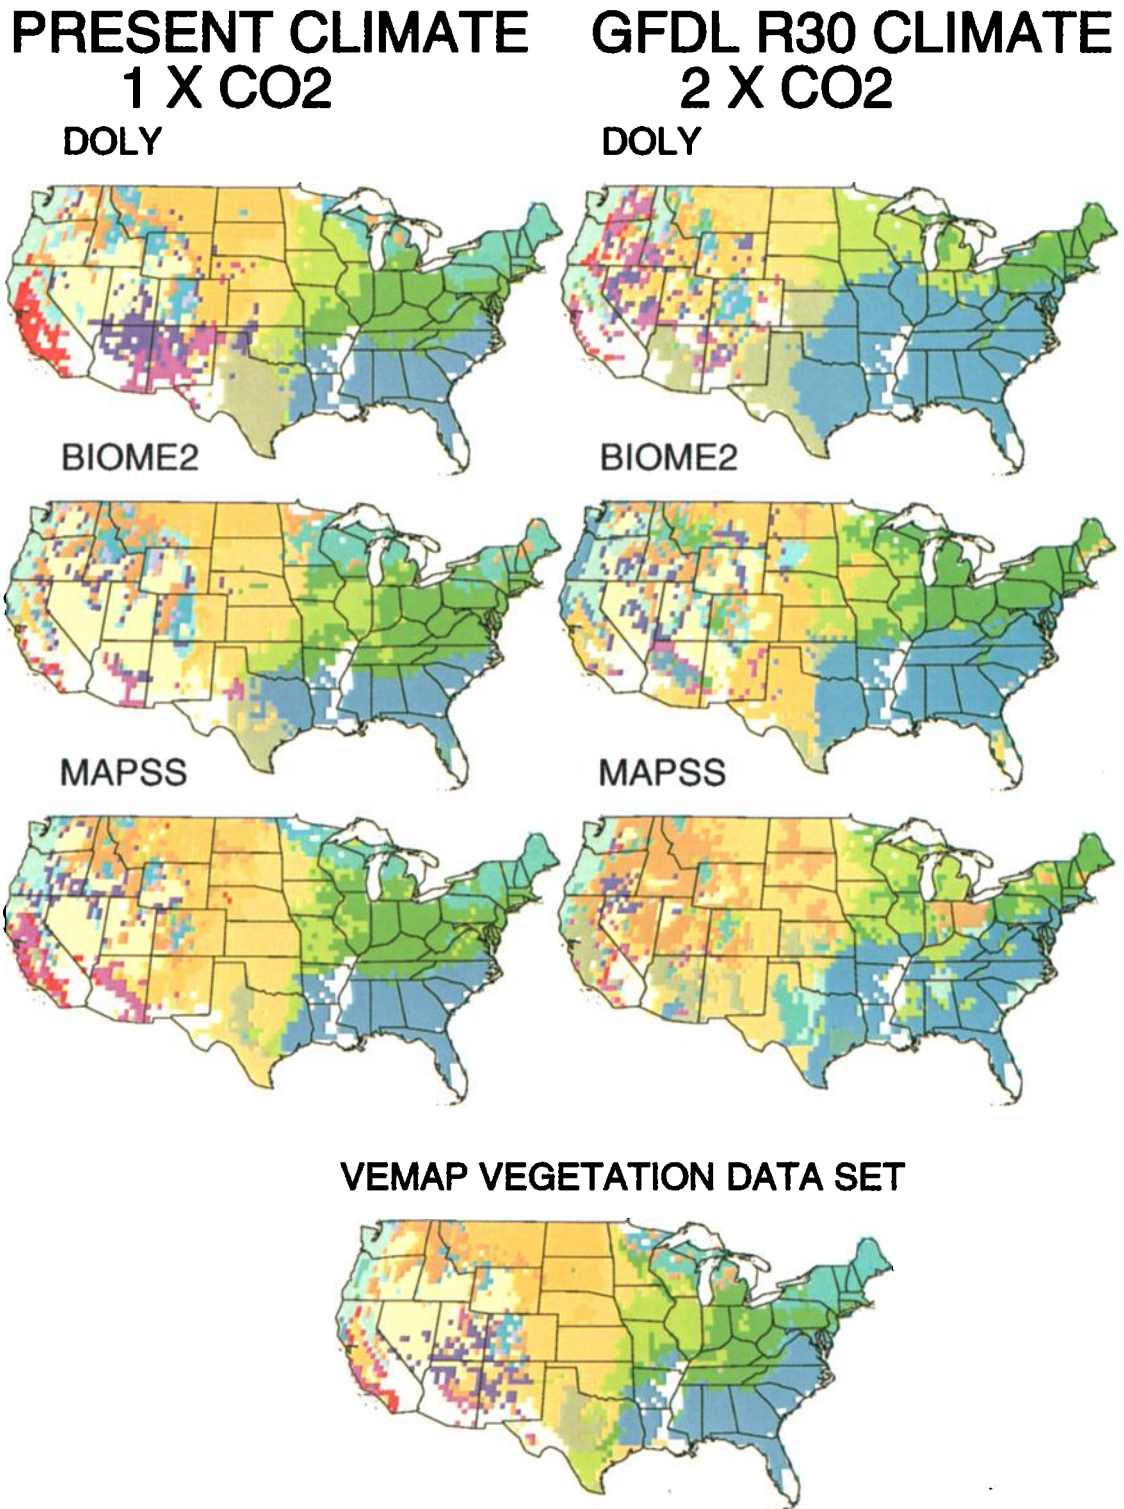 PRESENT CLIMATE
1 X CO2
GFDL R30 CLIMATE
2 X CO2
DOLY
DOLY
BIOME2
BIOME2
MAPSS
MAPSS
VEMAP VEGETATION DATA SET